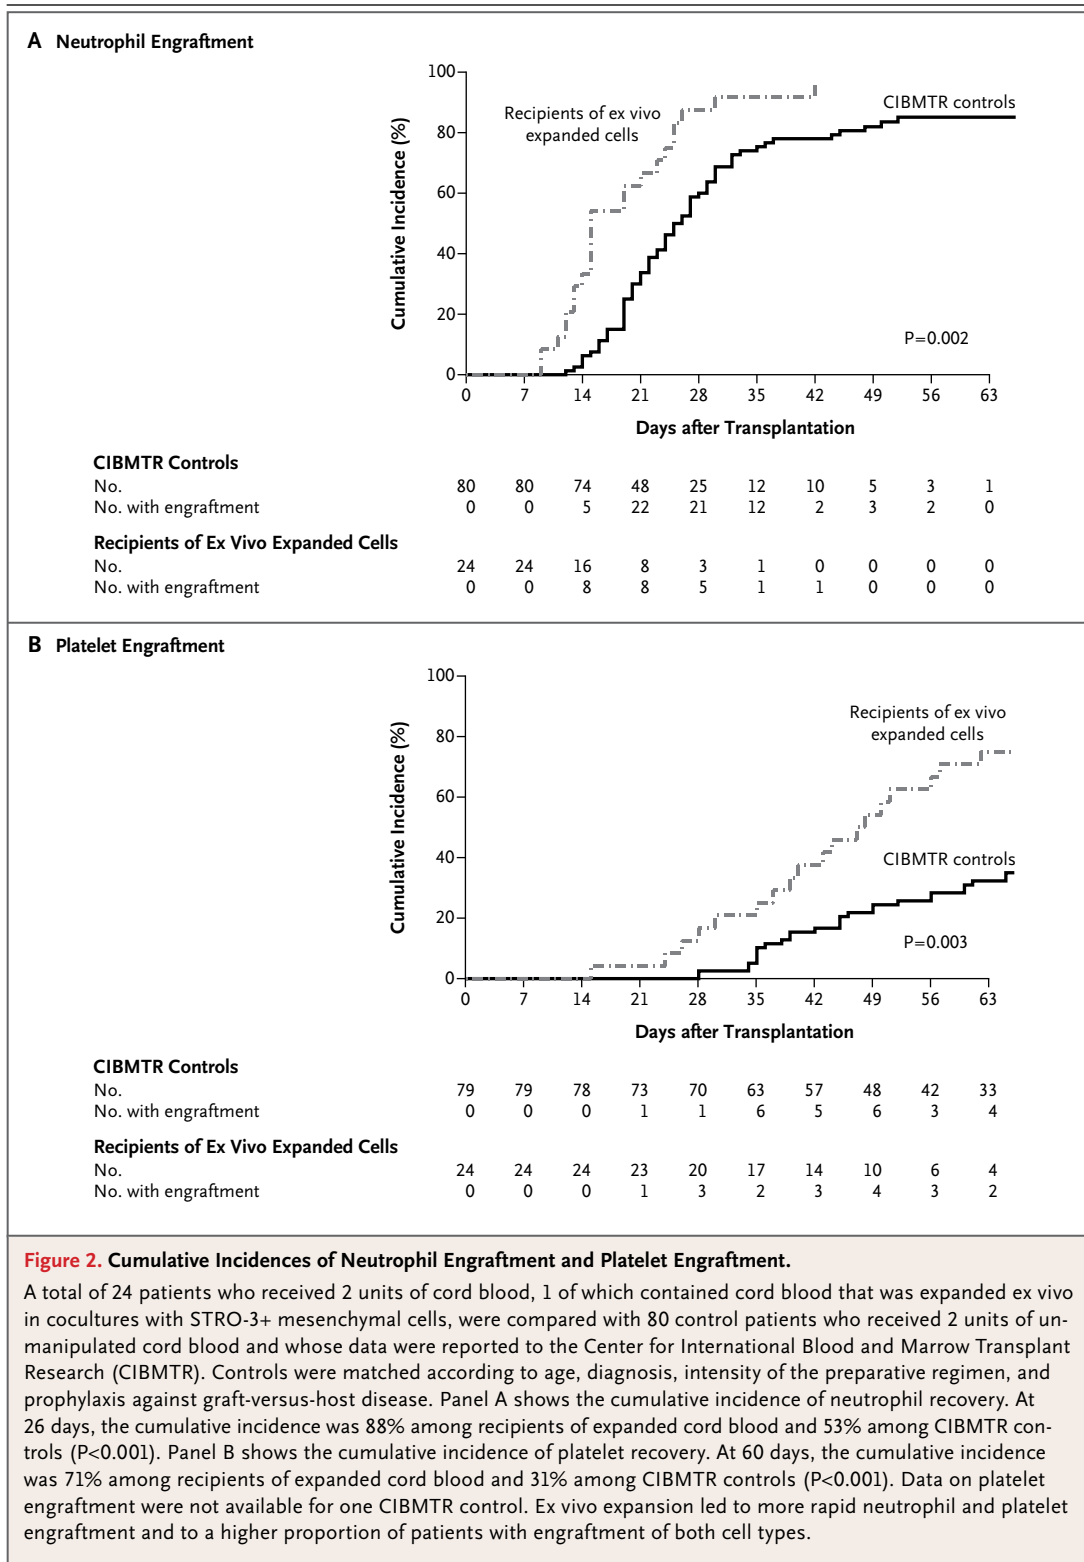 A Neutrophil Engraftment
100
80
60
40
20
0
Cumulative Incidence (%)
Recipients of ex vivo
expanded cells
CIBMTR controls
P=0.002
0 7 14 21 28 35 42 49 56 63
Days after Transplantation
CIBMTR Controls
No. 80 80 74 48 25 12 10 5 3 1
No. with engraftment 0 0 5 22 21 12 2 3 2 0
Recipients of Ex Vivo Expanded Cells
No. 24 24 16 8 3 1 0 0 0 0
No. with engraftment 0 0 8 8 5 1 1 0 0 0
B Platelet Engraftment
100
80
60
40
20
0
Cumulative Incidence (%)
Recipients of ex vivo
expanded cells
CIBMTR controls
P=0.003
0 7 14 21 28 35 42 49 56 63
Days after Transplantation
CIBMTR Controls
No. 79 79 78 73 70 63 57 48 42 33
No. with engraftment 0 0 0 1 1 6 5 6 3 4
Recipients of Ex Vivo Expanded Cells
No. 24 24 24 23 20 17 14 10 6 4
No. with engraftment 0 0 0 1 3 2 3 4 3 2
Figure 2. Cumulative Incidences of Neutrophil Engraftment and Platelet Engraftment.
A total of 24 patients who received 2 units of cord blood, 1 of which contained cord blood that was expanded ex vivo
in cocultures with STRO-3+ mesenchymal cells, were compared with 80 control patients who received 2 units of un-
manipulated cord blood and whose data were reported to the Center for International Blood and Marrow Transplant
Research (CIBMTR). Controls were matched according to age, diagnosis, intensity of the preparative regimen, and
prophylaxis against graft-versus-host disease. Panel A shows the cumulative incidence of neutrophil recovery. At
26 days, the cumulative incidence was 88% among recipients of expanded cord blood and 53% among CIBMTR con-
trols (P<0.001). Panel B shows the cumulative incidence of platelet recovery. At 60 days, the cumulative incidence
was 71% among recipients of expanded cord blood and 31% among CIBMTR controls (P<0.001). Data on platelet
engraftment were not available for one CIBMTR control. Ex vivo expansion led to more rapid neutrophil and platelet
engraftment and to a higher proportion of patients with engraftment of both cell types.